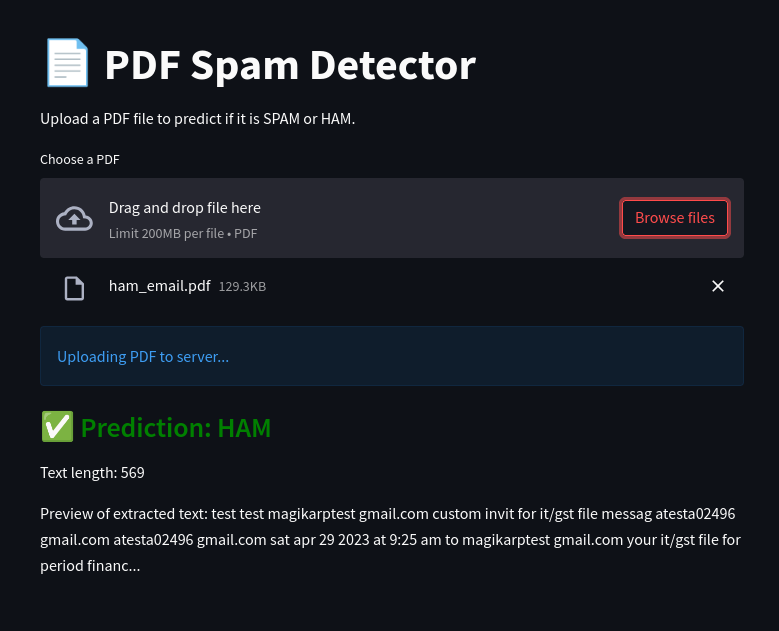 PDF Spam Detector
Upload a PDF file to predict if it is SPAM or HAM.
Choose a PDF
Drag and drop file here
Limit 200MB per file • PDF
Browse files
ham_email.pdf 129.3KB
Uploading PDF to server...
Prediction: HAM
Text length: 569
Preview of extracted text: test test magikarptest gmail.com custom invit for it/gst file messag atesta02496
gmail.com atesta02496 gmail.com sat apr 29 2023 at 9:25 am to magikarptest gmail.com your it/gst file for
period financ...